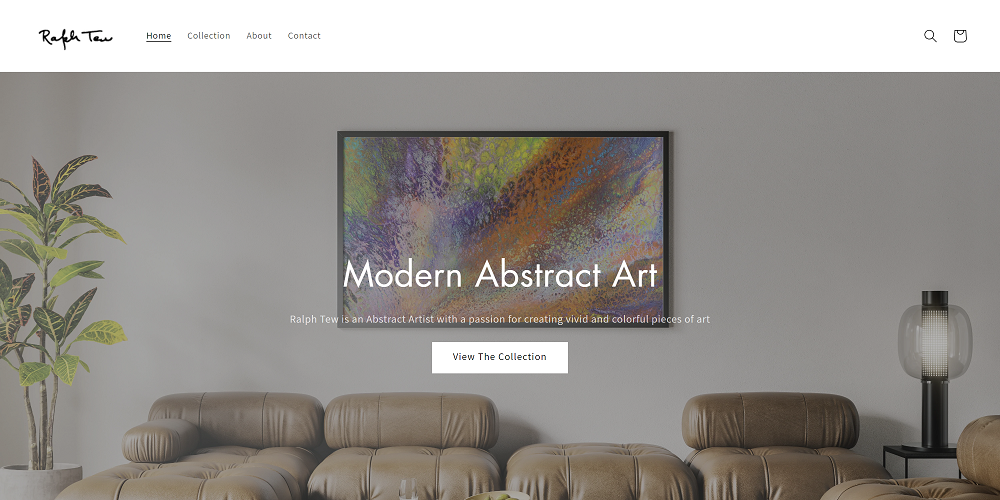 Ralph Tew
Home Collection About Contact
Modern Abstract Art
Ralph Tew is an Abstract Artist with a passion for creating vivid and colorful pieces of art
View The Collection